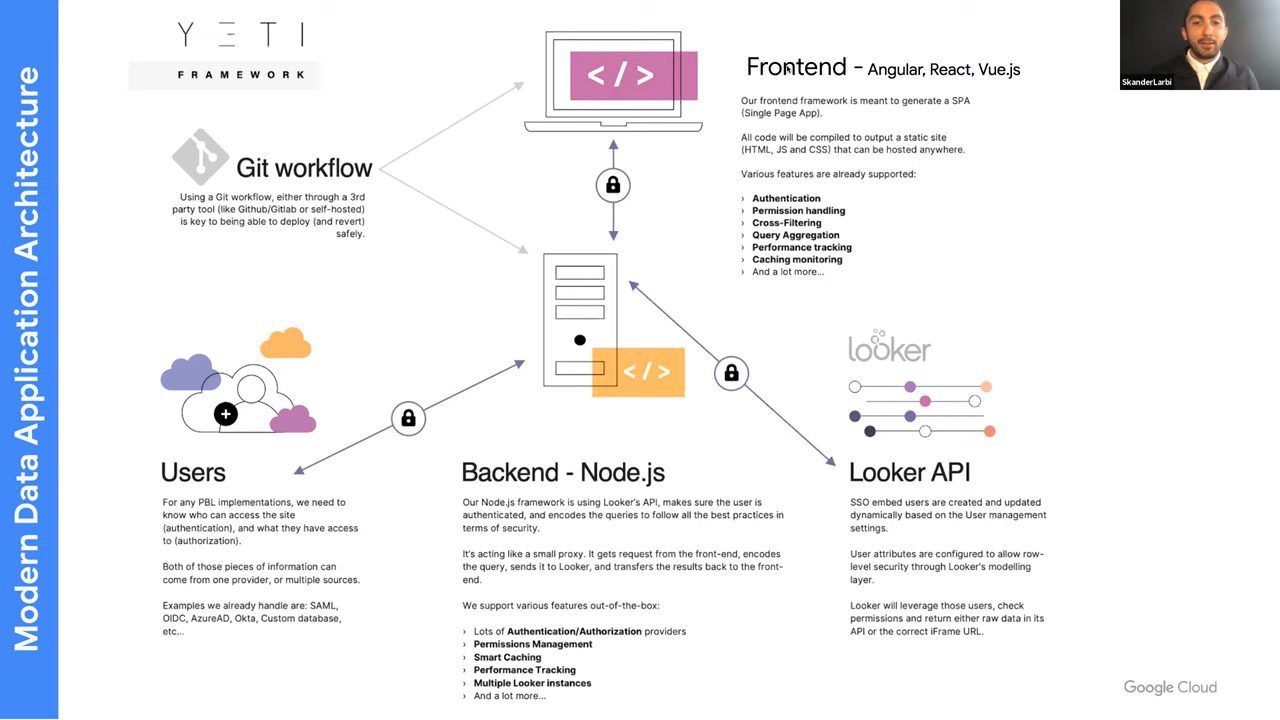 Modern Data Application Architecture
YETI
FRAMEWORK
Git workflow
Using a Git workflow, either through a 3rd
party tool (like Github/Gitlab or self-hosted)
is key to being able to deploy (and revert)
safely.
</>
Frontend - Angular, React, Vue.js
Our frontend framework is meant to generate a SPA
(Single Page App).
All code will be compiled to output a static site
(HTML, JS and CSS) that can be hosted anywhere.
Various features are already supported:
› Authentication
› Permission handling
› Cross-Filtering
› Query Aggregation
› Performance tracking
› Caching monitoring
› And a lot more...
SkanderLarbi
</>
looker
Users
For any PBL implementations, we need to
know who can access the site
(authentication), and what they have access
to (authorization).
Both of those pieces of information can
come from one provider, or multiple sources.
Examples we already handle are: SAML,
OIDC, AzureAD, Okta, Custom database,
etc...
Backend - Node.js
Our Node.js framework is using Looker's API, makes sure the user is
authenticated, and encodes the queries to follow all the best practices in
terms of security.
It's acting like a small proxy. It gets request from the front-end, encodes
the query, sends it to Looker, and transfers the results back to the front-
end.
We support various features out-of-the-box:
› Lots of Authentication/Authorization providers
› Permissions Management
› Smart Caching
› Performance Tracking
› Multiple Looker instances
› And a lot more...
Looker API
SSO embed users are created and updated
dynamically based on the User management
settings.
User attributes are configured to allow row-
level security through Looker's modelling
layer.
Looker will leverage those users, check
permissions and return either raw data in its
API or the correct iFrame URL.
Google Cloud